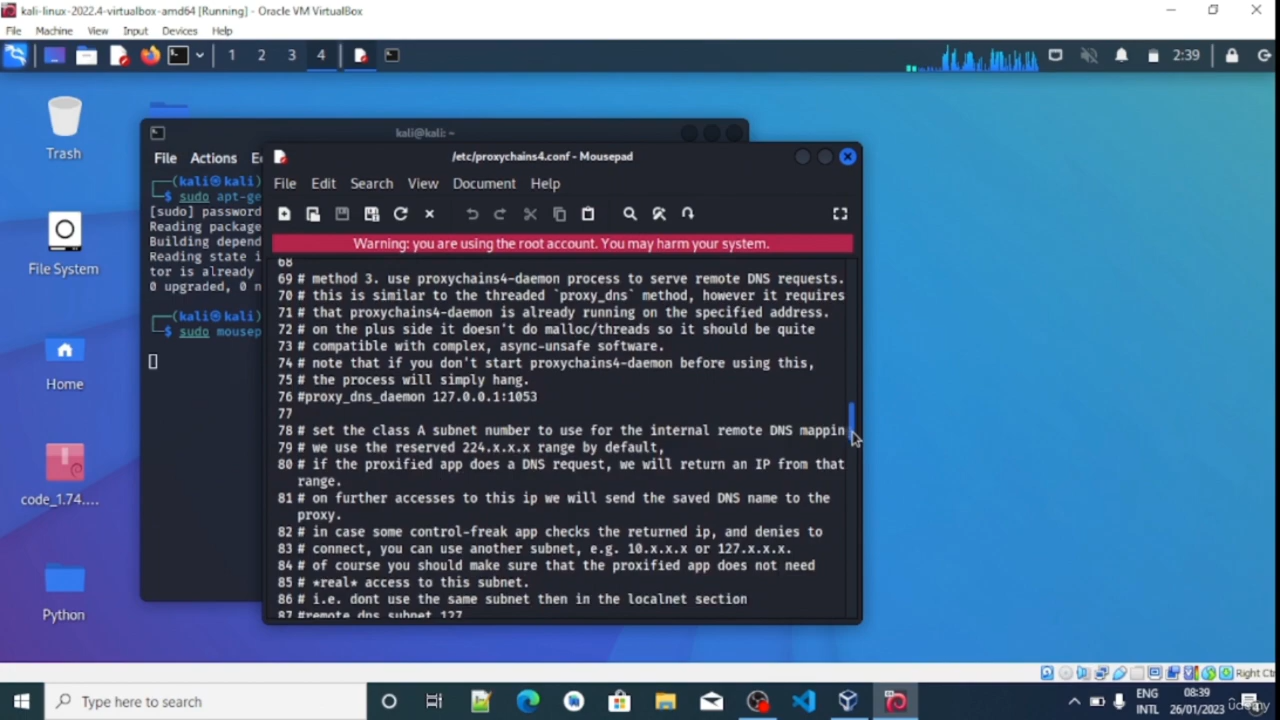 kali-linux-2022.4-virtualbox-amd64 [Running] - Oracle VM VirtualBox
File Machine View Input Devices Help
1 2 3 4 2:39
Trash
File System
Home
code_1.74....
Python
kali@kali: ~
File Actions E
(kali@kali)
$ sudo apt-ge
[sudo] password
Reading package
Building depend
Reading state i
tor is already
0 upgraded, 0 n
(kali@kali)
$ sudo mousep
/etc/proxychains4.conf - Mousepad
File Edit Search View Document Help
Warning: you are using the root account. You may harm your system.
68
69 # method 3. use proxychains4-daemon process to serve remote DNS requests.
70 # this is similar to the threaded `proxy_dns` method, however it requires
71 # that proxychains4-daemon is already running on the specified address.
72 # on the plus side it doesn't do malloc/threads so it should be quite
73 # compatible with complex, async-unsafe software.
74 # note that if you don't start proxychains4-daemon before using this,
75 # the process will simply hang.
76 #proxy_dns_daemon 127.0.0.1:1053
77
78 # set the class A subnet number to use for the internal remote DNS mappin
79 # we use the reserved 224.x.x.x range by default,
80 # if the proxified app does a DNS request, we will return an IP from that
range.
81 # on further accesses to this ip we will send the saved DNS name to the
proxy.
82 # in case some control-freak app checks the returned ip, and denies to
83 # connect, you can use another subnet, e.g. 10.x.x.x or 127.x.x.x.
84 # of course you should make sure that the proxified app does not need
85 # *real* access to this subnet.
86 # i.e. dont use the same subnet then in the localnet section
87 #remote_dns_subnet 127
Right Ct
Type here to search
ENG
INTL
08:39
26/01/2023
udemy